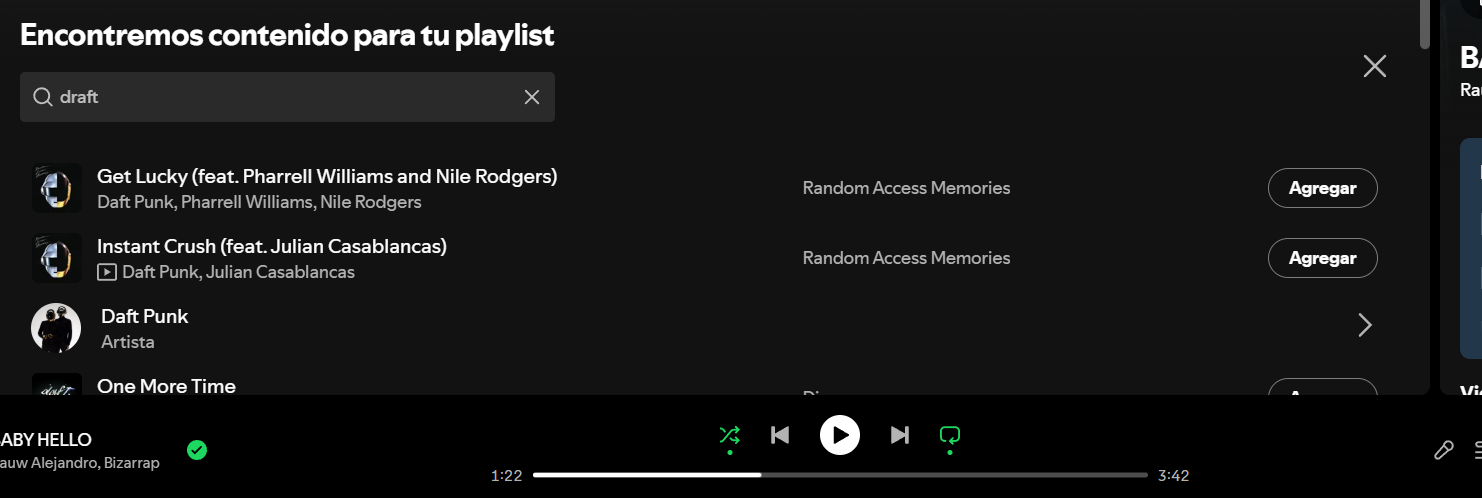 Encontremos contenido para tu playlist
draft
Get Lucky (feat. Pharrell Williams and Nile Rodgers)
Daft Punk, Pharrell Williams, Nile Rodgers
Random Access Memories
Agregar
Instant Crush (feat. Julian Casablancas)
Daft Punk, Julian Casablancas
Random Access Memories
Agregar
Daft Punk
Artista
One More Time
ABY HELLO
auw Alejandro, Bizarrap
1:22
3:42